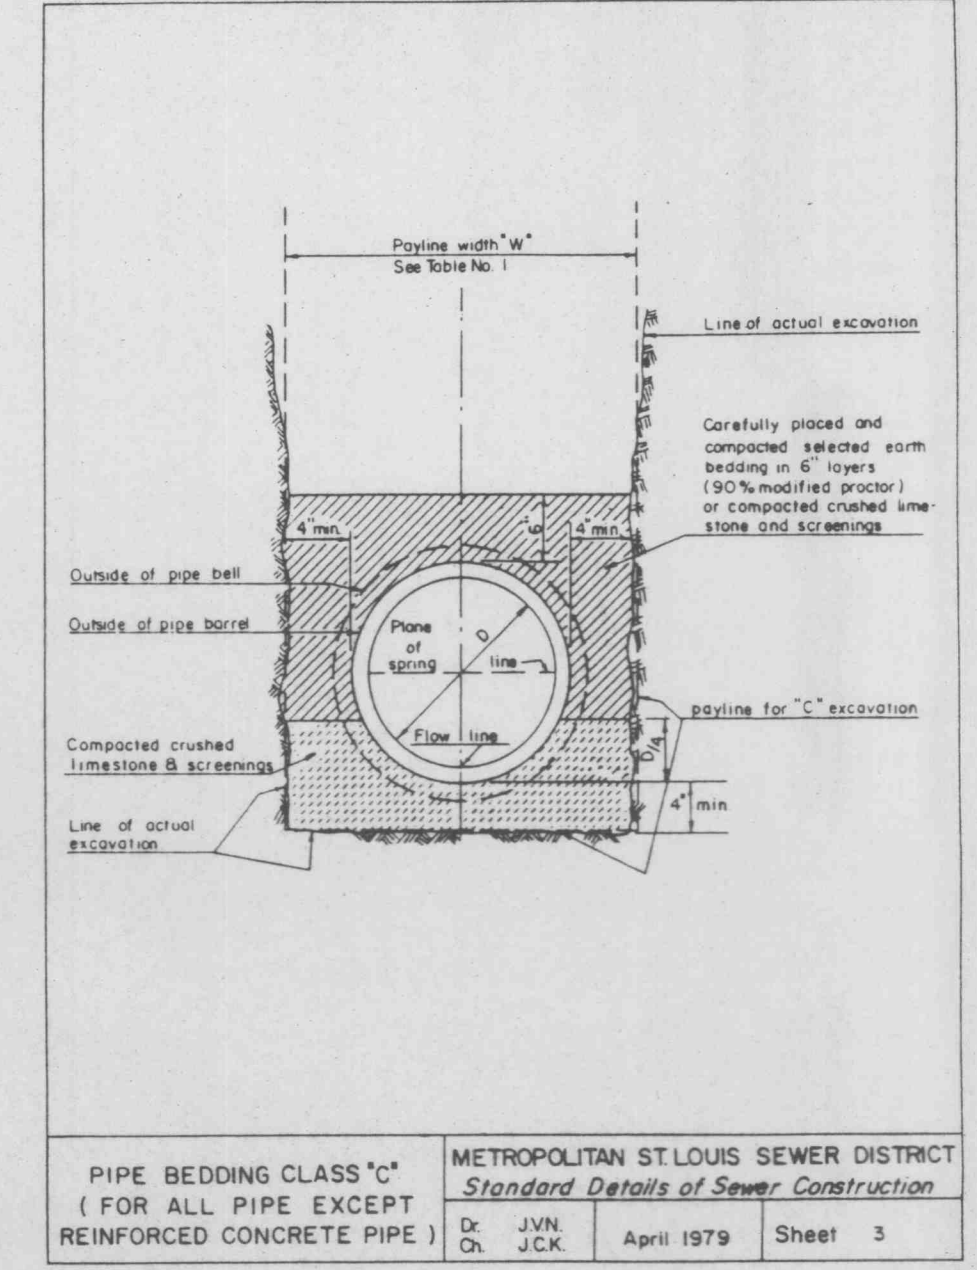 Payline width "W"
See Table No. 1
Line of actual excavation
Carefully placed and
compacted selected earth
bedding in 6" layers
(90% modified proctor)
or compacted crushed lime-
stone and screenings
4" min.
6"
4" min.
Outside of pipe bell
Outside of pipe barrel
Plane
of
spring line
D
Flow line
payline for "C" excavation
Compacted crushed
limestone & screenings
D/4
4" min
Line of actual
excavation
PIPE BEDDING CLASS "C"
( FOR ALL PIPE EXCEPT
REINFORCED CONCRETE PIPE )
METROPOLITAN ST. LOUIS SEWER DISTRICT
Standard Details of Sewer Construction
Dr. J.V.N.
Ch. J.C.K.
April 1979
Sheet 3